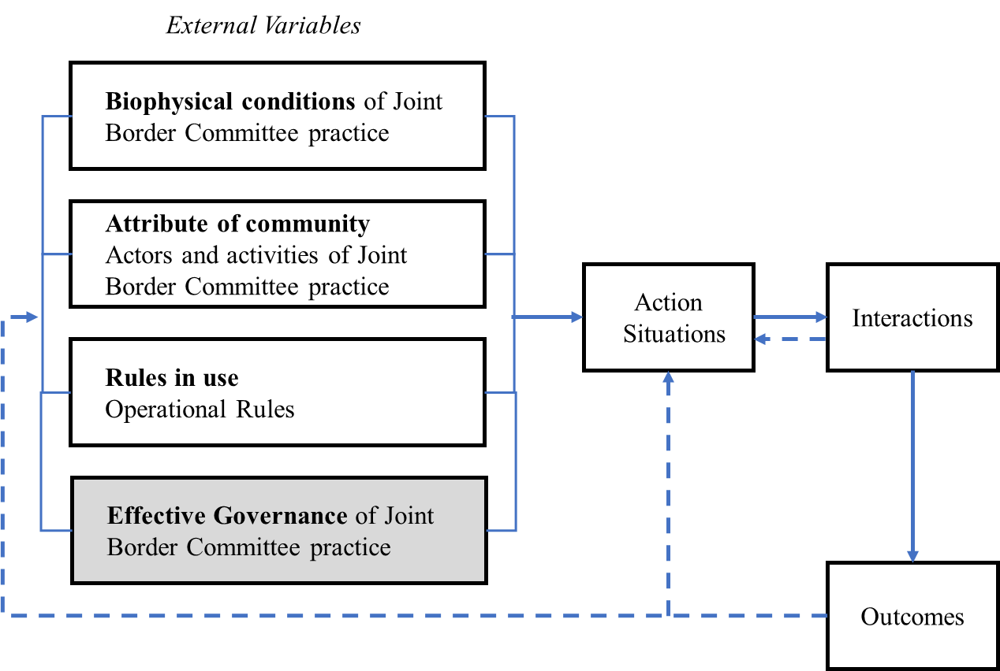 External Variables
Biophysical conditions of Joint
Border Committee practice
Attribute of community
Actors and activities of Joint
Border Committee practice
Rules in use
Operational Rules
Effective Governance of Joint
Border Committee practice
Action
Situations
Interactions
Outcomes